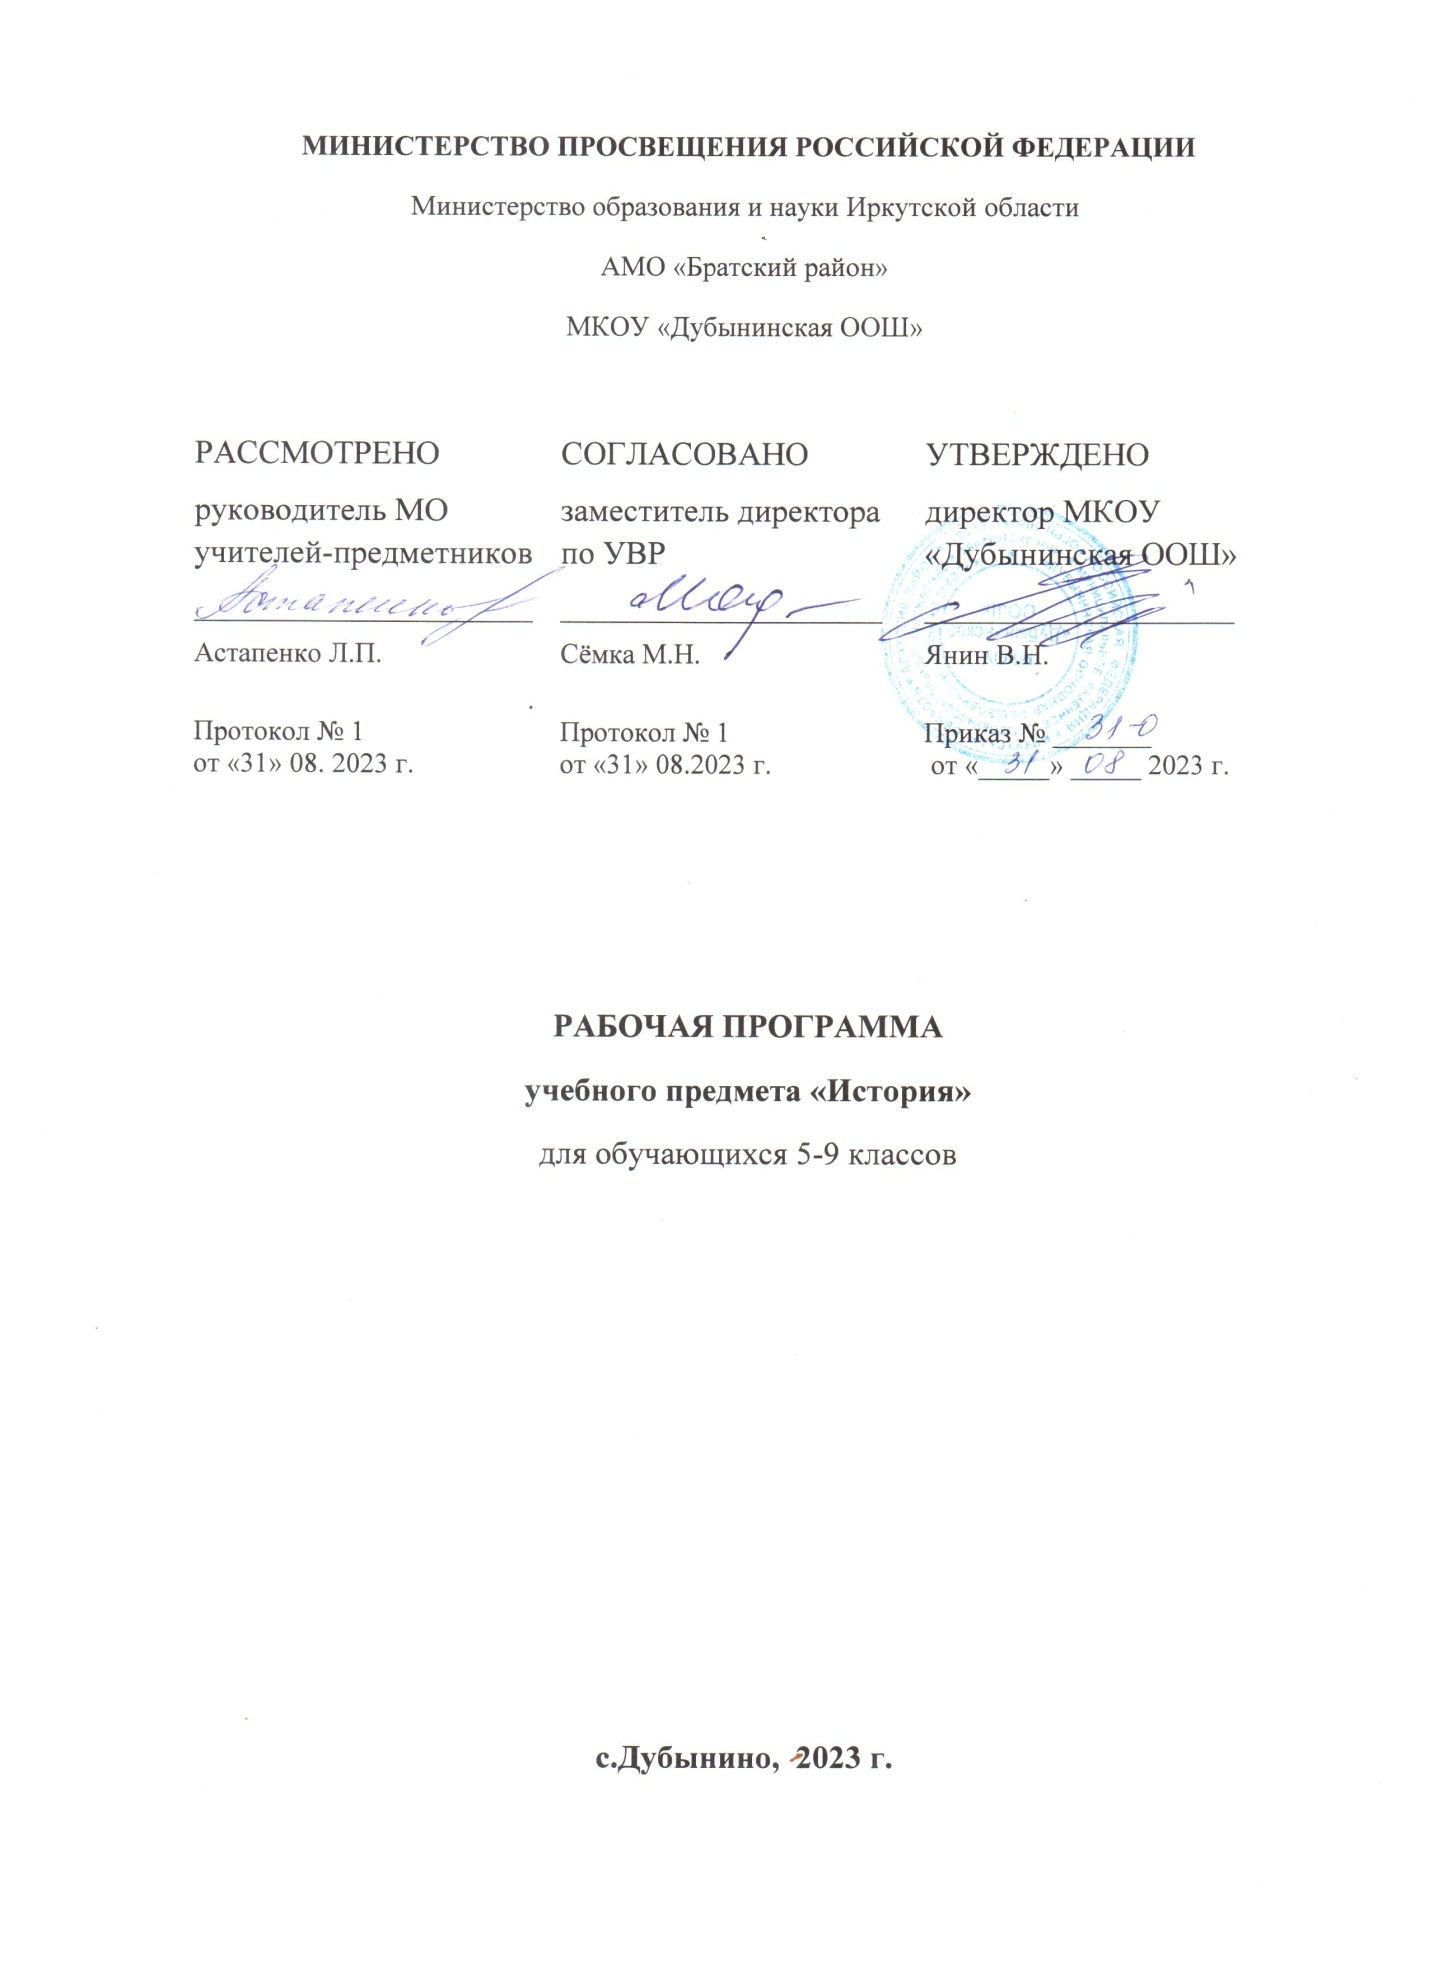 МИНИСТЕРСТВО ПРОСВЕЩЕНИЯ РОССИЙСКОЙ ФЕДЕРАЦИИ
Министерство образования и науки Иркутской области
АМО «Братский район»
МКОУ «Дубынинская ООШ»
РАССМОТРЕНО
руководитель МО
учителей-предметников
Астапенко Л.П.
Протокол № 1
от «31» 08. 2023 г.
СОГЛАСОВАНО
заместитель директора
по УВР
Сёмка М.Н.
Протокол № 1
от «31» 08.2023 г.
УТВЕРЖДЕНО
директор МКОУ
«Дубынинская ООШ»
Янин В.Н.
Приказ № 31-О
от «31» 08 2023 г.
РАБОЧАЯ ПРОГРАММА
учебного предмета «История»
для обучающихся 5-9 классов
с.Дубынино, 2023 г.